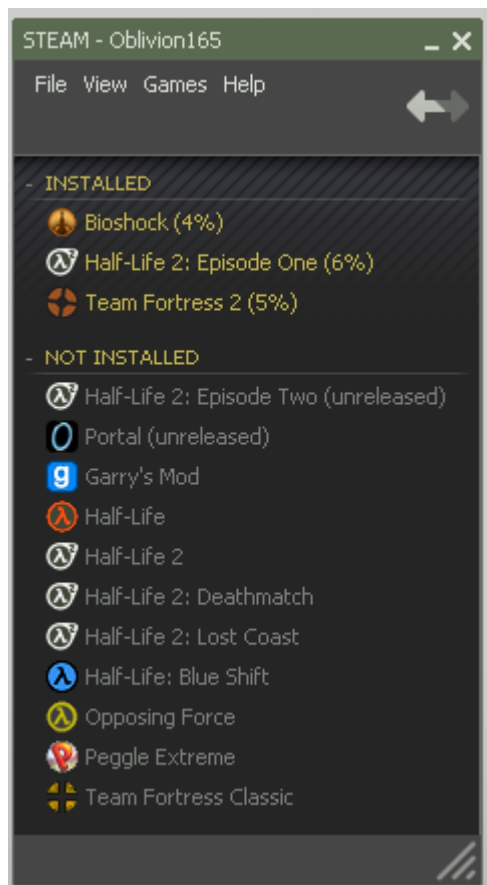 STEAM - Oblivion165
File View Games Help
- INSTALLED
Bioshock (4%)
Half-Life 2: Episode One (6%)
Team Fortress 2 (5%)
- NOT INSTALLED
Half-Life 2: Episode Two (unreleased)
Portal (unreleased)
Garry's Mod
Half-Life
Half-Life 2
Half-Life 2: Deathmatch
Half-Life 2: Lost Coast
Half-Life: Blue Shift
Opposing Force
Peggle Extreme
Team Fortress Classic